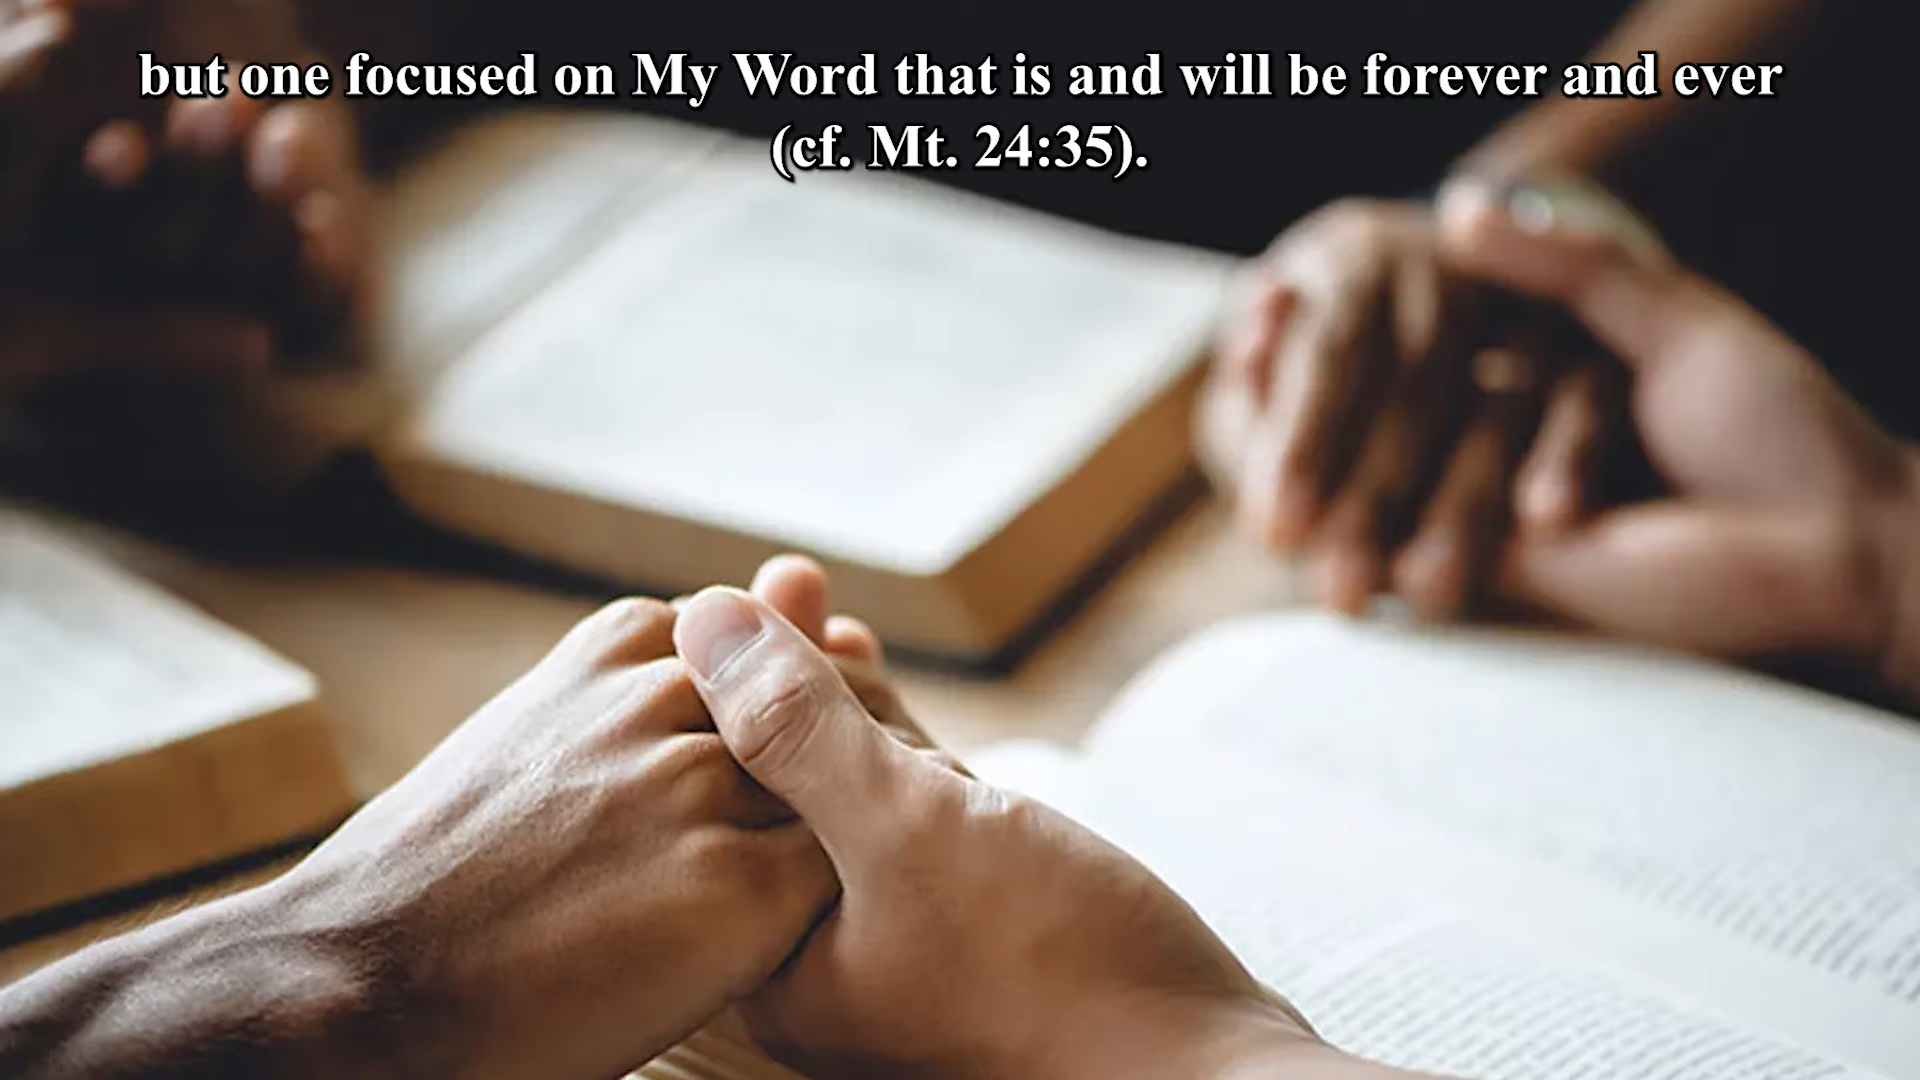 but one focused on My Word that is and will be forever and ever
(cf. Mt. 24:35).